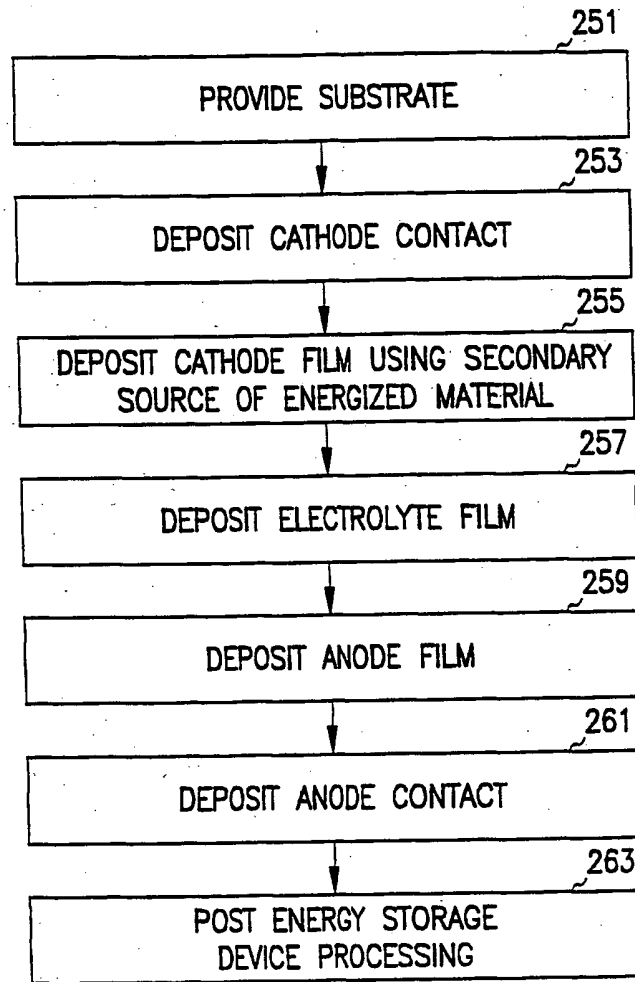 251
PROVIDE SUBSTRATE
253
DEPOSIT CATHODE CONTACT
255
DEPOSIT CATHODE FILM USING SECONDARY
SOURCE OF ENERGIZED MATERIAL
257
DEPOSIT ELECTROLYTE FILM
259
DEPOSIT ANODE FILM
261
DEPOSIT ANODE CONTACT
263
POST ENERGY STORAGE
DEVICE PROCESSING